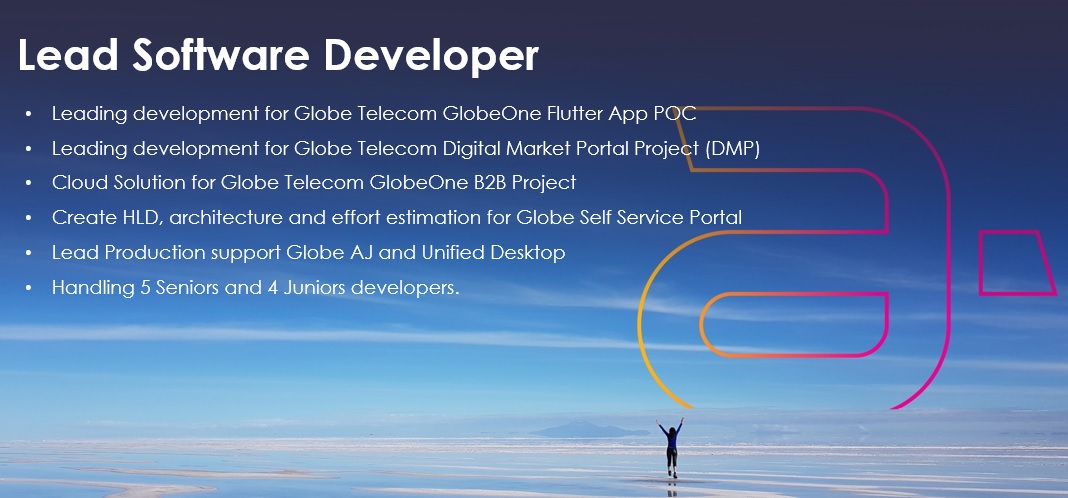 Lead Software Developer
• Leading development for Globe Telecom GlobeOne Flutter App POC
• Leading development for Globe Telecom Digital Market Portal Project (DMP)
• Cloud Solution for Globe Telecom GlobeOne B2B Project
• Create HLD, architecture and effort estimation for Globe Self Service Portal
• Lead Production support Globe AJ and Unified Desktop
• Handling 5 Seniors and 4 Juniors developers.